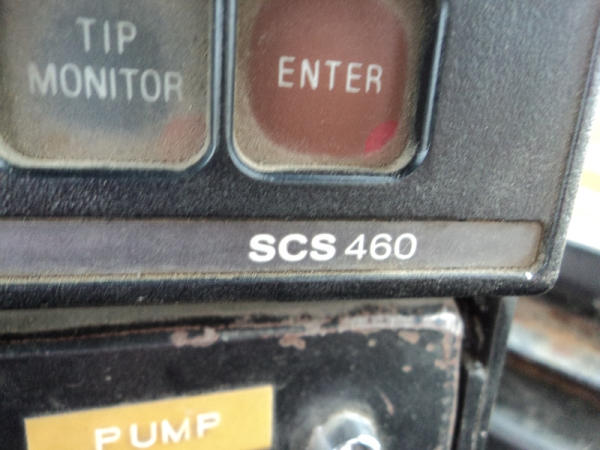 TIP
MONITOR
ENTER
SCS 460
PUMP